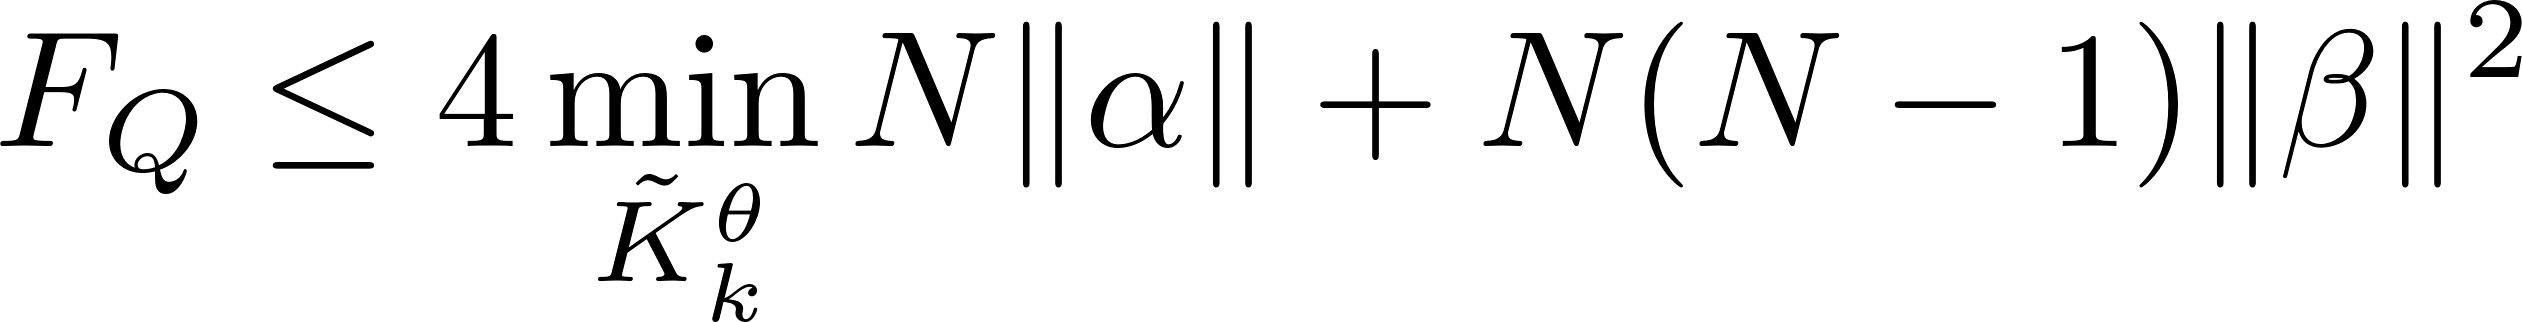 $F_Q \leq 4 \min_{\tilde{K}_k^\theta} N\|\alpha\| + N(N-1)\|\beta\|^2$